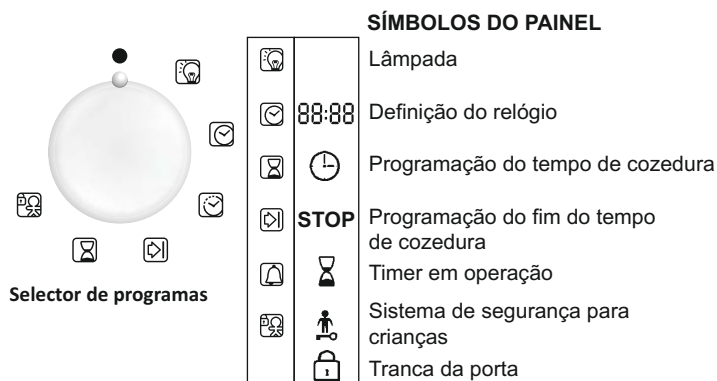 SÍMBOLOS DO PAINEL
Lâmpada
88:88 Definição do relógio
Programação do tempo de cozedura
STOP Programação do fim do tempo
de cozedura
Timer em operação
Sistema de segurança para
crianças
Tranca da porta
Selector de programas